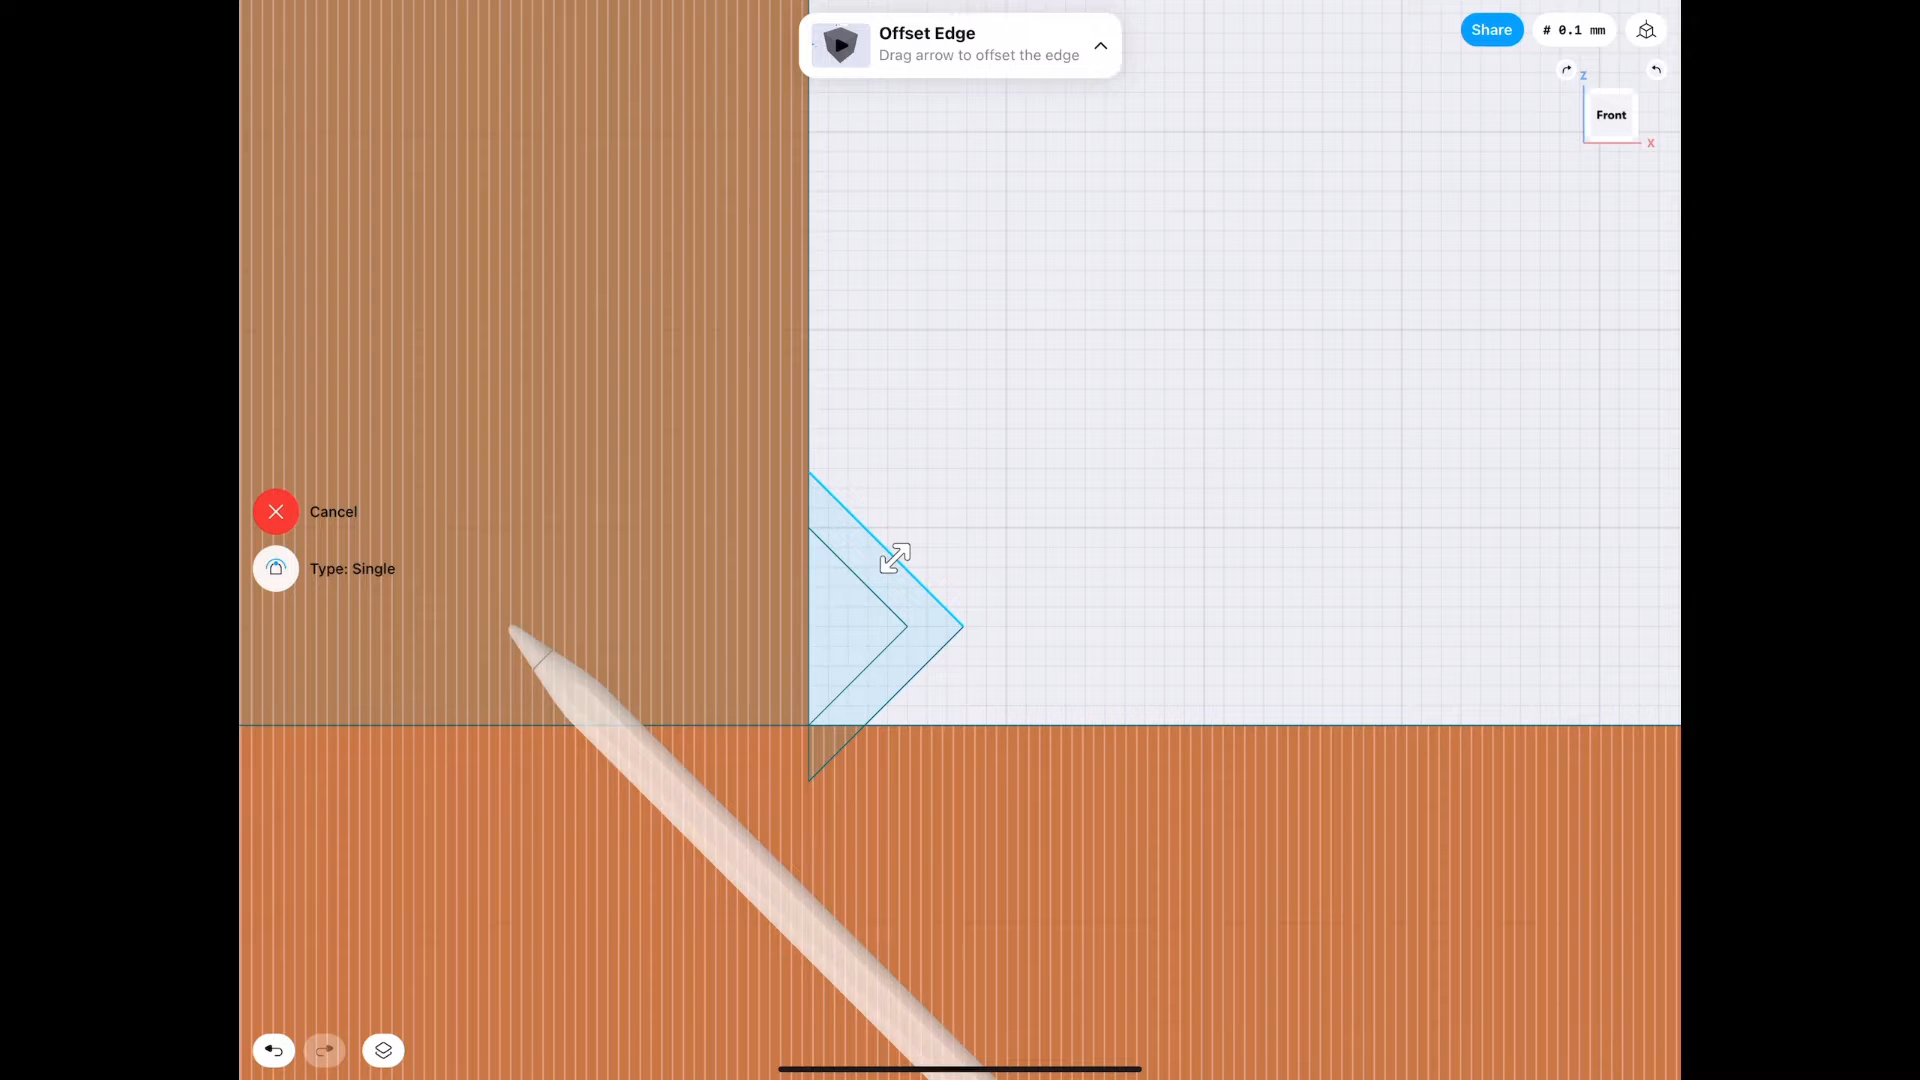 Offset Edge
Drag arrow to offset the edge
Share
# 0.1 mm
Z
Front
X
Cancel
Type: Single